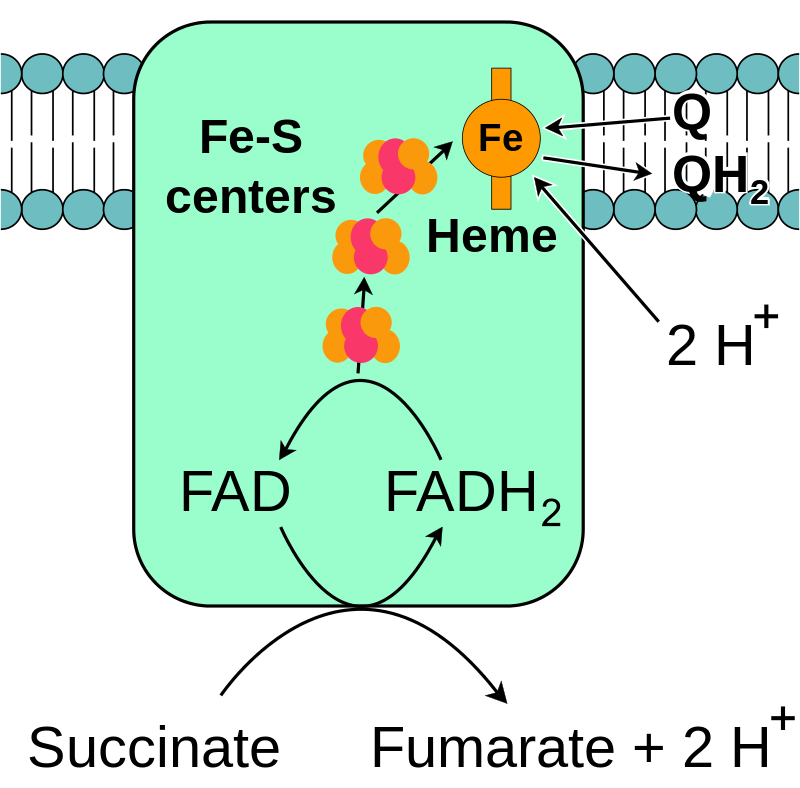 Fe-S
centers
Fe
Heme
Q
QH₂
2 H⁺
FAD
FADH₂
Succinate
Fumarate + 2 H⁺